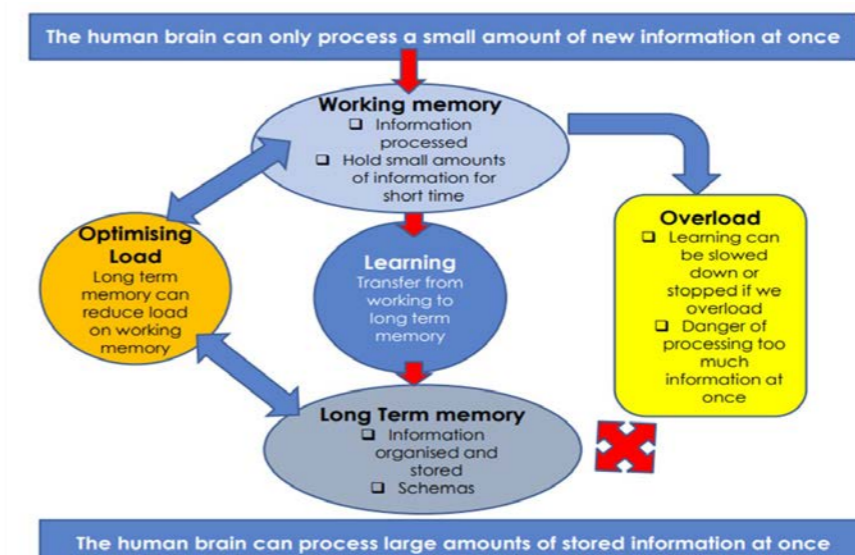 The human brain can only process a small amount of new information at once
Working memory
❑ Information
processed
❑ Hold small amounts
of information for
short time
Optimising
Load
Long term
memory can
reduce load
on working
memory
Learning
Transfer from
working to
long term
memory
Overload
❑ Learning can
be slowed
down or
stopped if we
overload
❑ Danger of
processing too
much
information at
once
Long Term memory
❑ Information
organised and
stored
❑ Schemas
The human brain can process large amounts of stored information at once